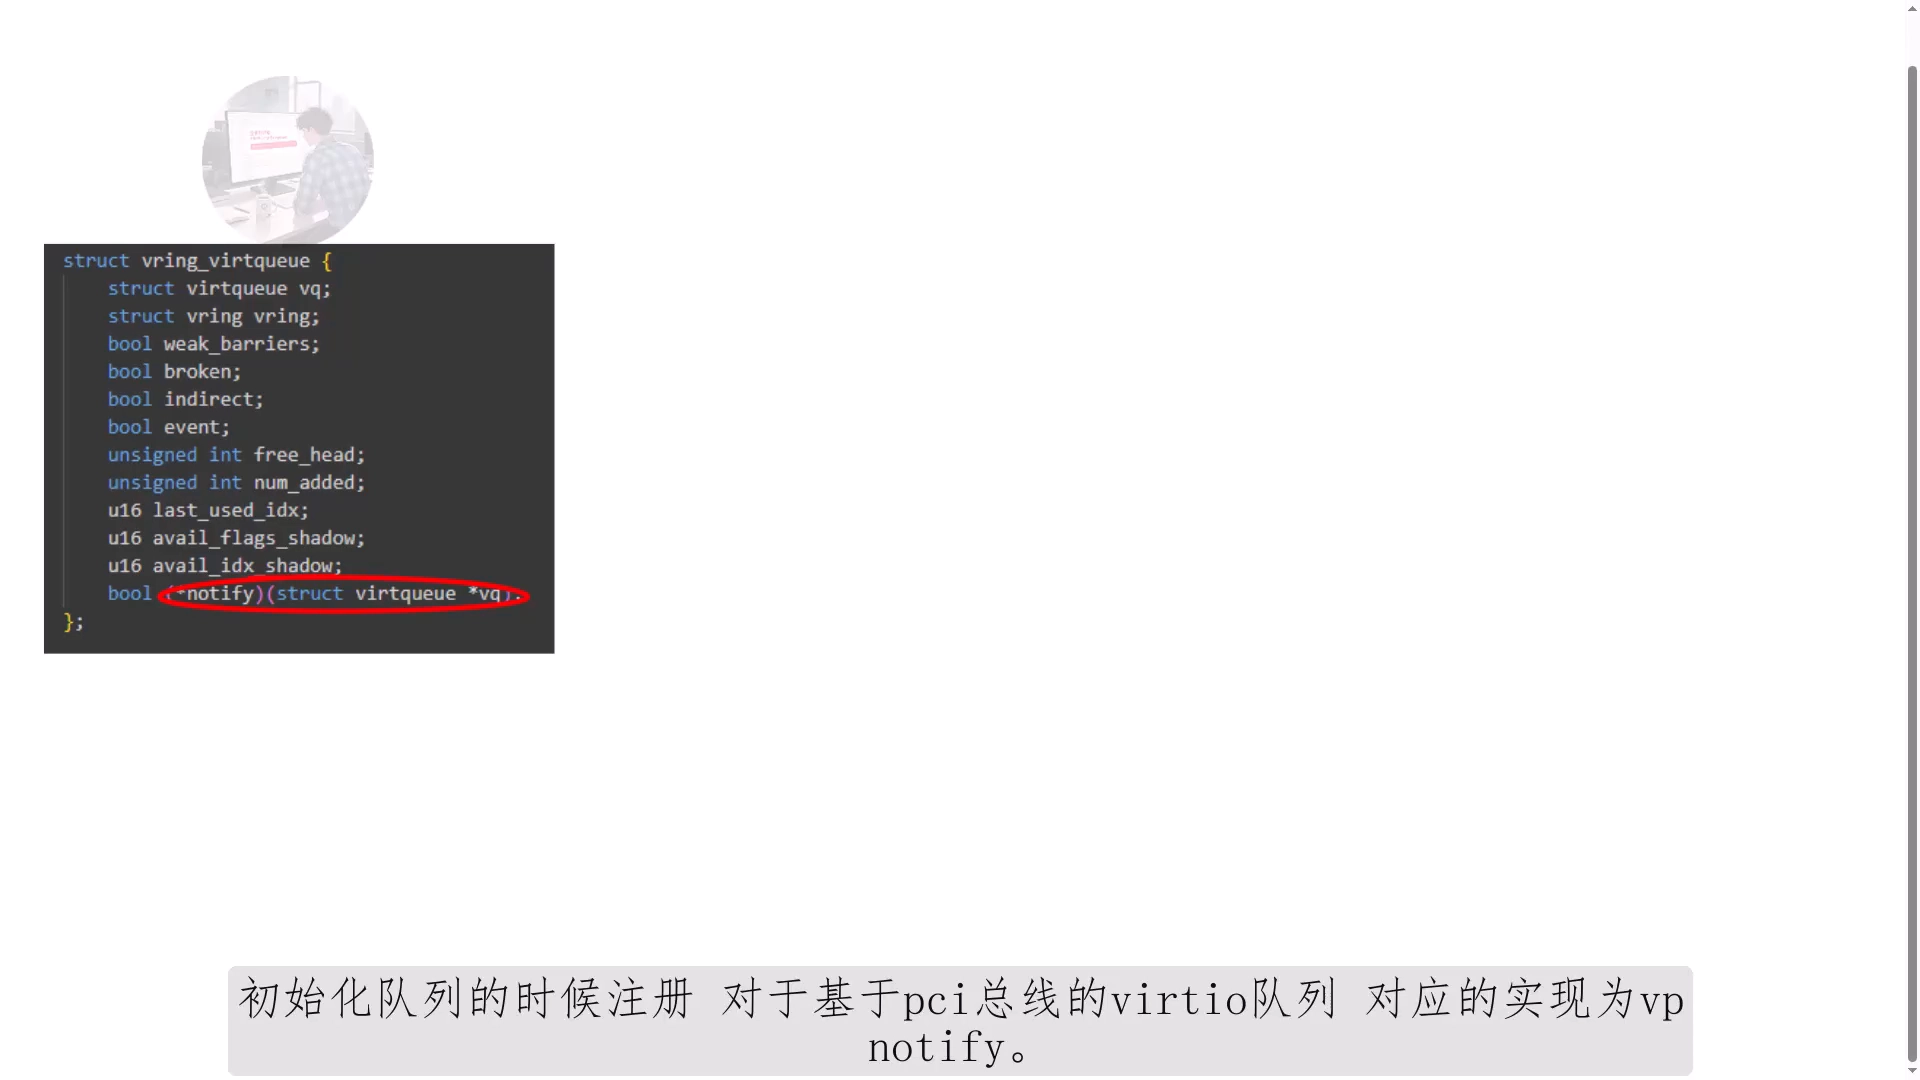 struct vring_virtqueue {
struct virtqueue vq;
struct vring vring;
bool weak_barriers;
bool broken;
bool indirect;
bool event;
unsigned int free_head;
unsigned int num_added;
u16 last_used_idx;
u16 avail_flags_shadow;
u16 avail_idx_shadow;
bool (*notify)(struct virtqueue *vq);
};
初始化队列的时候注册 对于基于pci总线的virtio队列 对应的实现为vp
notify。